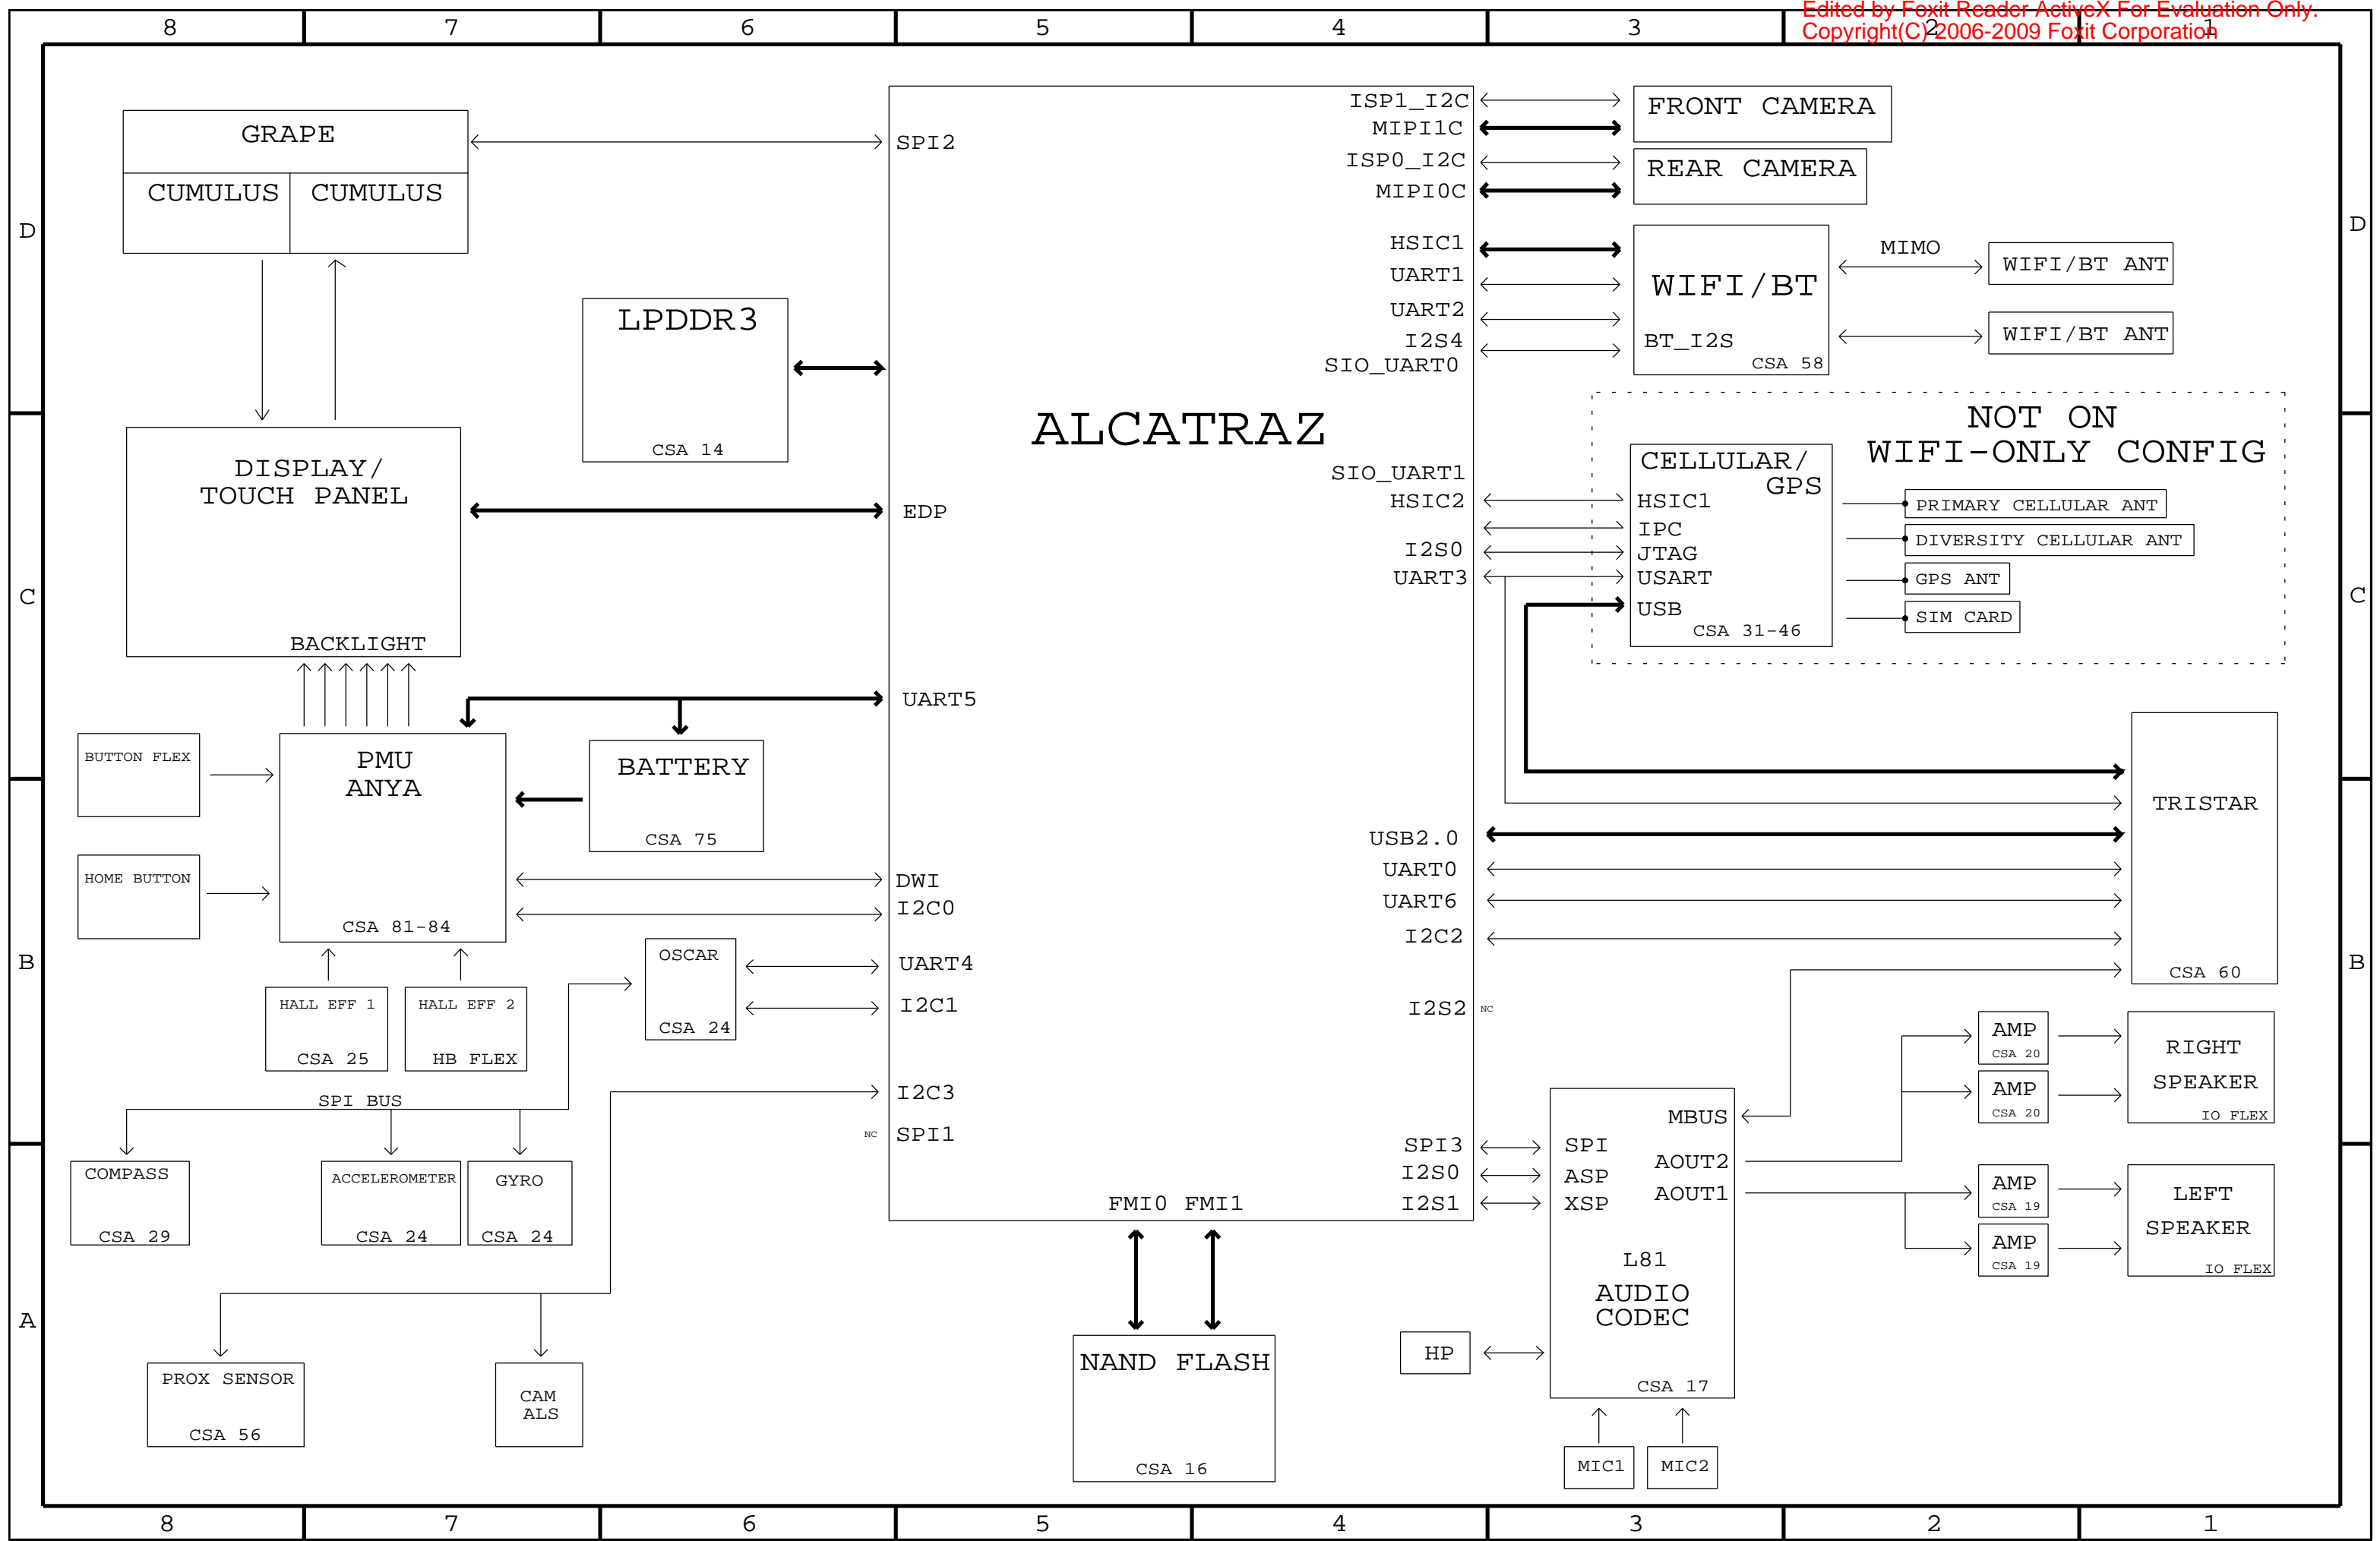 Edited by Foxit Reader ActiveX For Evaluation Only.
Copyright(C) 2006-2009 Foxit Corporation
8 7 6 5 4 3 2 1
D
C
B
A
GRAPE
CUMULUS CUMULUS
LPDDR3
CSA 14
DISPLAY/
TOUCH PANEL
BACKLIGHT
BUTTON FLEX
HOME BUTTON
PMU
ANYA
CSA 81-84
BATTERY
CSA 75
HALL EFF 1
CSA 25
HALL EFF 2
HB FLEX
OSCAR
CSA 24
SPI BUS
COMPASS
CSA 29
ACCELEROMETER
CSA 24
GYRO
CSA 24
PROX SENSOR
CSA 56
CAM
ALS
ALCATRAZ
SPI2
EDP
UART5
DWI
I2C0
UART4
I2C1
I2C3
NC SPI1
FMI0 FMI1
NAND FLASH
CSA 16
ISP1_I2C
MIPI1C
ISP0_I2C
MIPI0C
HSIC1
UART1
UART2
I2S4
SIO_UART0
SIO_UART1
HSIC2
I2S0
UART3
USB2.0
UART0
UART6
I2C2
I2S2 NC
SPI3
I2S0
I2S1
FRONT CAMERA
REAR CAMERA
WIFI/BT
BT_I2S
CSA 58
MIMO
WIFI/BT ANT
WIFI/BT ANT
NOT ON
WIFI-ONLY CONFIG
CELLULAR/
GPS
HSIC1
IPC
JTAG
USART
USB
CSA 31-46
PRIMARY CELLULAR ANT
DIVERSITY CELLULAR ANT
GPS ANT
SIM CARD
TRISTAR
CSA 60
MBUS
SPI
ASP
XSP
AOUT2
AOUT1
L81
AUDIO
CODEC
CSA 17
HP
MIC1
MIC2
AMP
CSA 20
AMP
CSA 20
RIGHT
SPEAKER
IO FLEX
AMP
CSA 19
AMP
CSA 19
LEFT
SPEAKER
IO FLEX
D
C
B
A
8 7 6 5 4 3 2 1